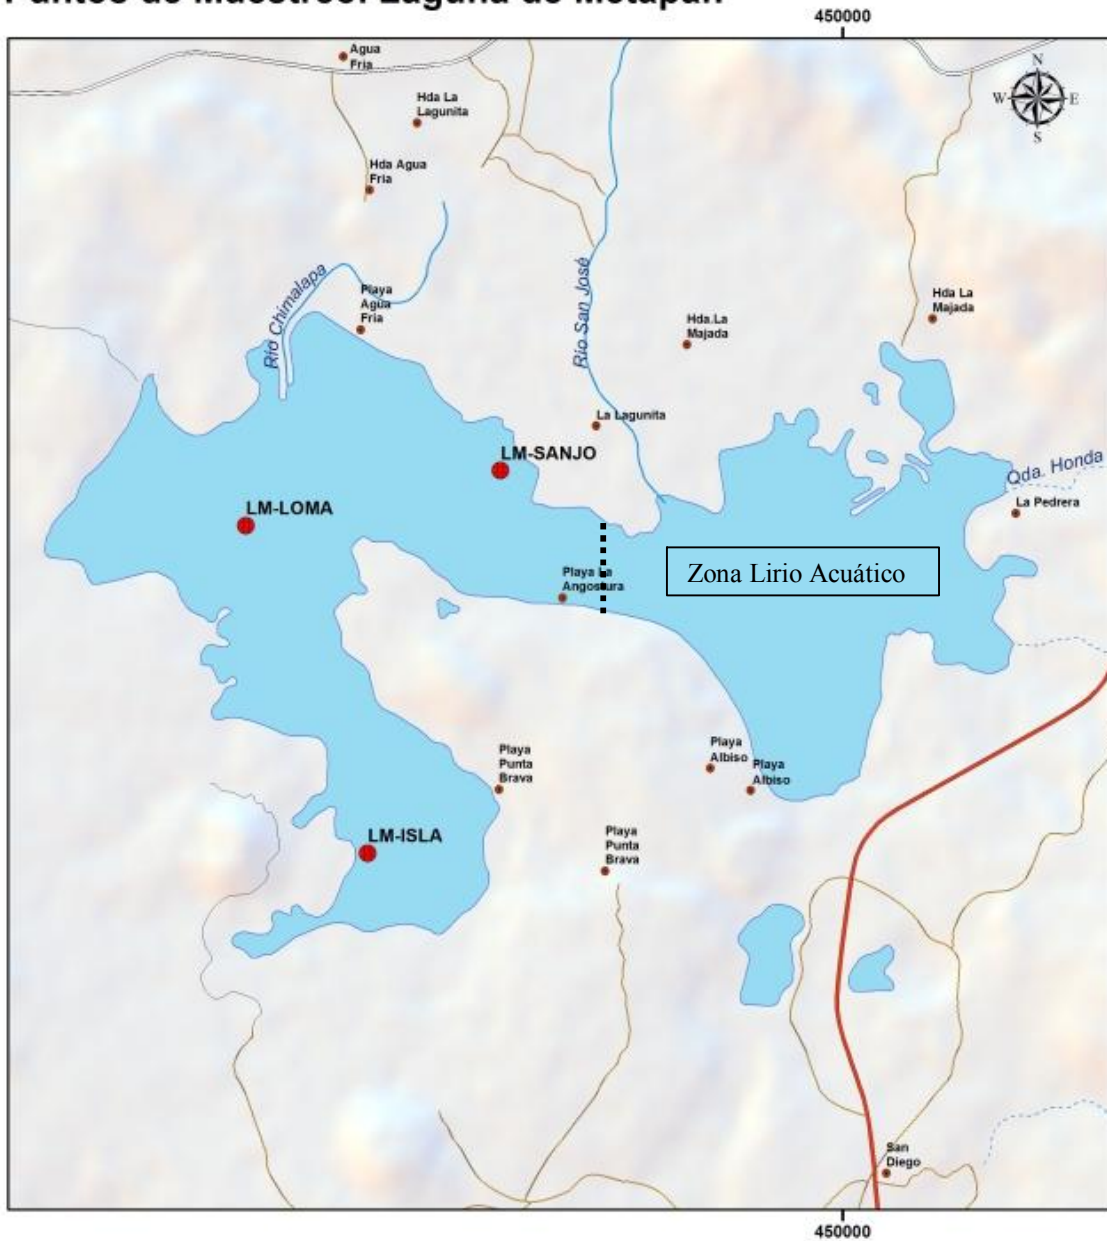 Puntos de Muestreo: Laguna de Metapán
450000
Agua
Fria
N
W
E
S
Hda La
Lagunita
Hda Agua
Fria
Río Chimalapa
Playa
Agua
Fria
Río San José
Hda.La
Majada
Hda La
Majada
La Lagunita
LM-SANJO
Qda. Honda
LM-LOMA
La Pedrera
Playa La
Angostura
Zona Lirio Acuático
Playa
Punta
Brava
Playa
Albiso
Playa
Albiso
LM-ISLA
Playa
Punta
Brava
San
Diego
450000